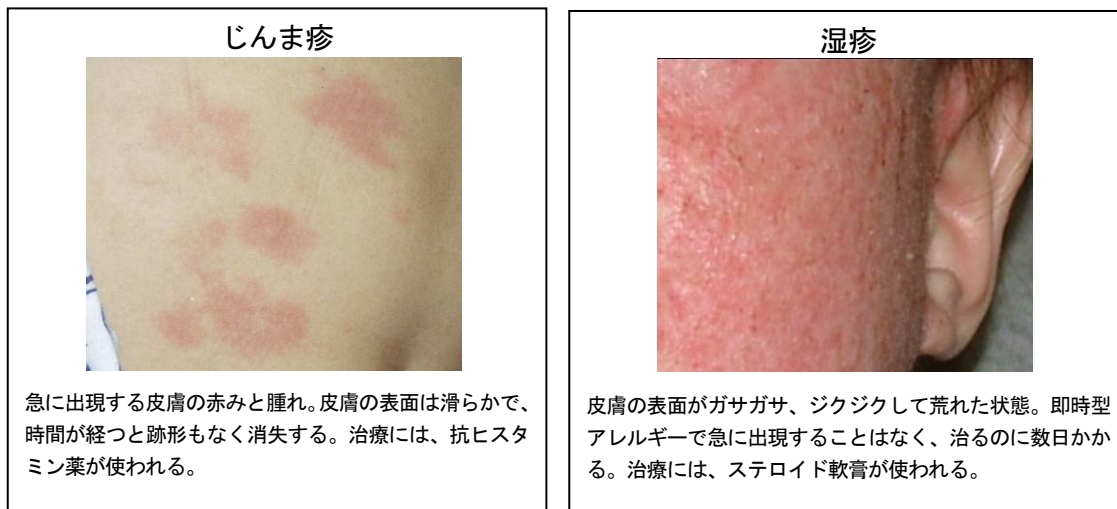 じんま疹
急に出現する皮膚の赤みと腫れ。皮膚の表面は滑らかで、
時間が経つと跡形もなく消失する。治療には、抗ヒスタ
ミン薬が使われる。
湿疹
皮膚の表面がガサガサ、ジクジクして荒れた状態。即時型
アレルギーで急に出現することはなく、治るのに数日かか
る。治療には、ステロイド軟膏が使われる。